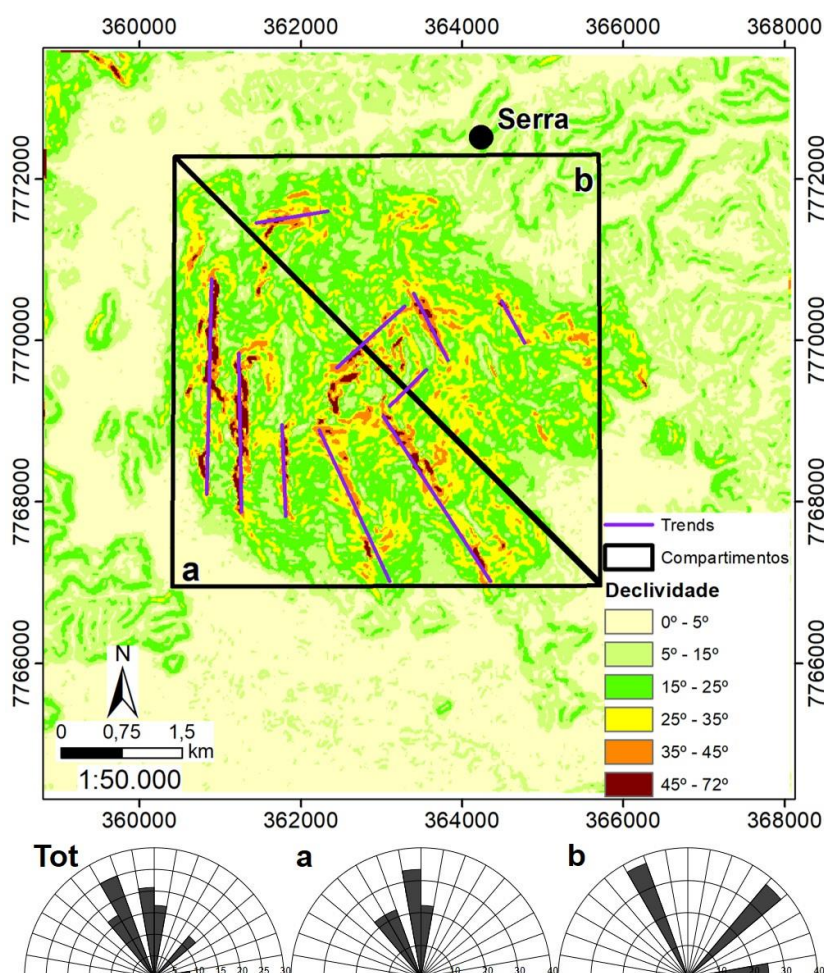 360000 362000 364000 366000 368000
7772000
7770000
7768000
7766000
7772000
7770000
7768000
7766000
Serra
b
a
N
0 0,75 1,5
km
1:50.000
Trends
Compartimentos
Declividade
0º - 5º
5º - 15º
15º - 25º
25º - 35º
35º - 45º
45º - 72º
360000 362000 364000 366000 368000
Tot a b
5 10 15 20 25 30
10 20 30 40
10 20 30 40